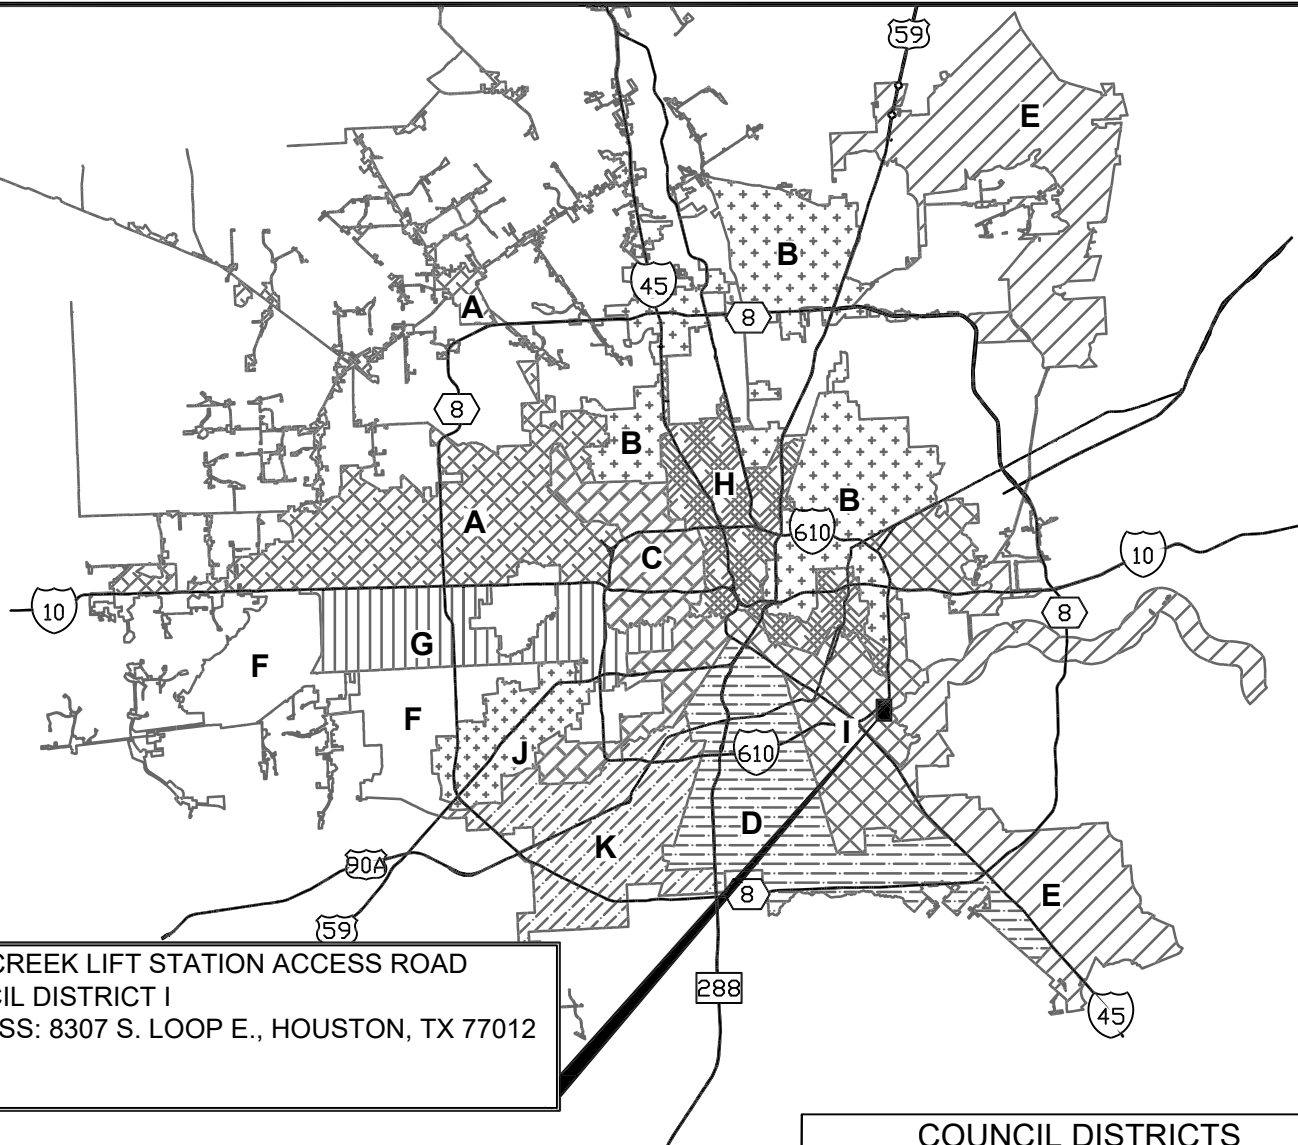 59
E
B
45
A
8
8
B
H
A
B
610
C
10
10
8
G
F
F
I
J
610
D
K
90A
8
E
59
CREEK LIFT STATION ACCESS ROAD
CIL DISTRICT I
SS: 8307 S. LOOP E., HOUSTON, TX 77012
288
45
COUNCIL DISTRICTS